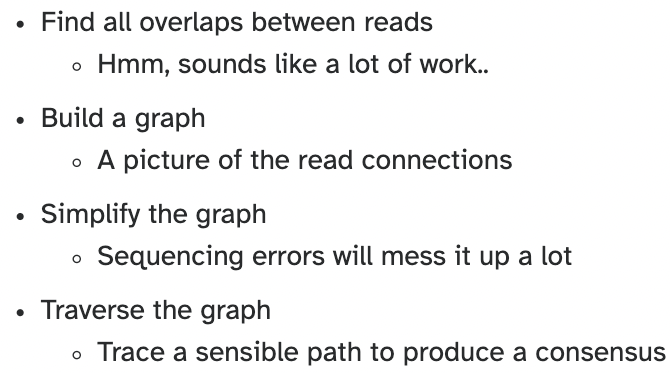 • Find all overlaps between reads
◦ Hmm, sounds like a lot of work..
• Build a graph
◦ A picture of the read connections
• Simplify the graph
◦ Sequencing errors will mess it up a lot
• Traverse the graph
◦ Trace a sensible path to produce a consensus